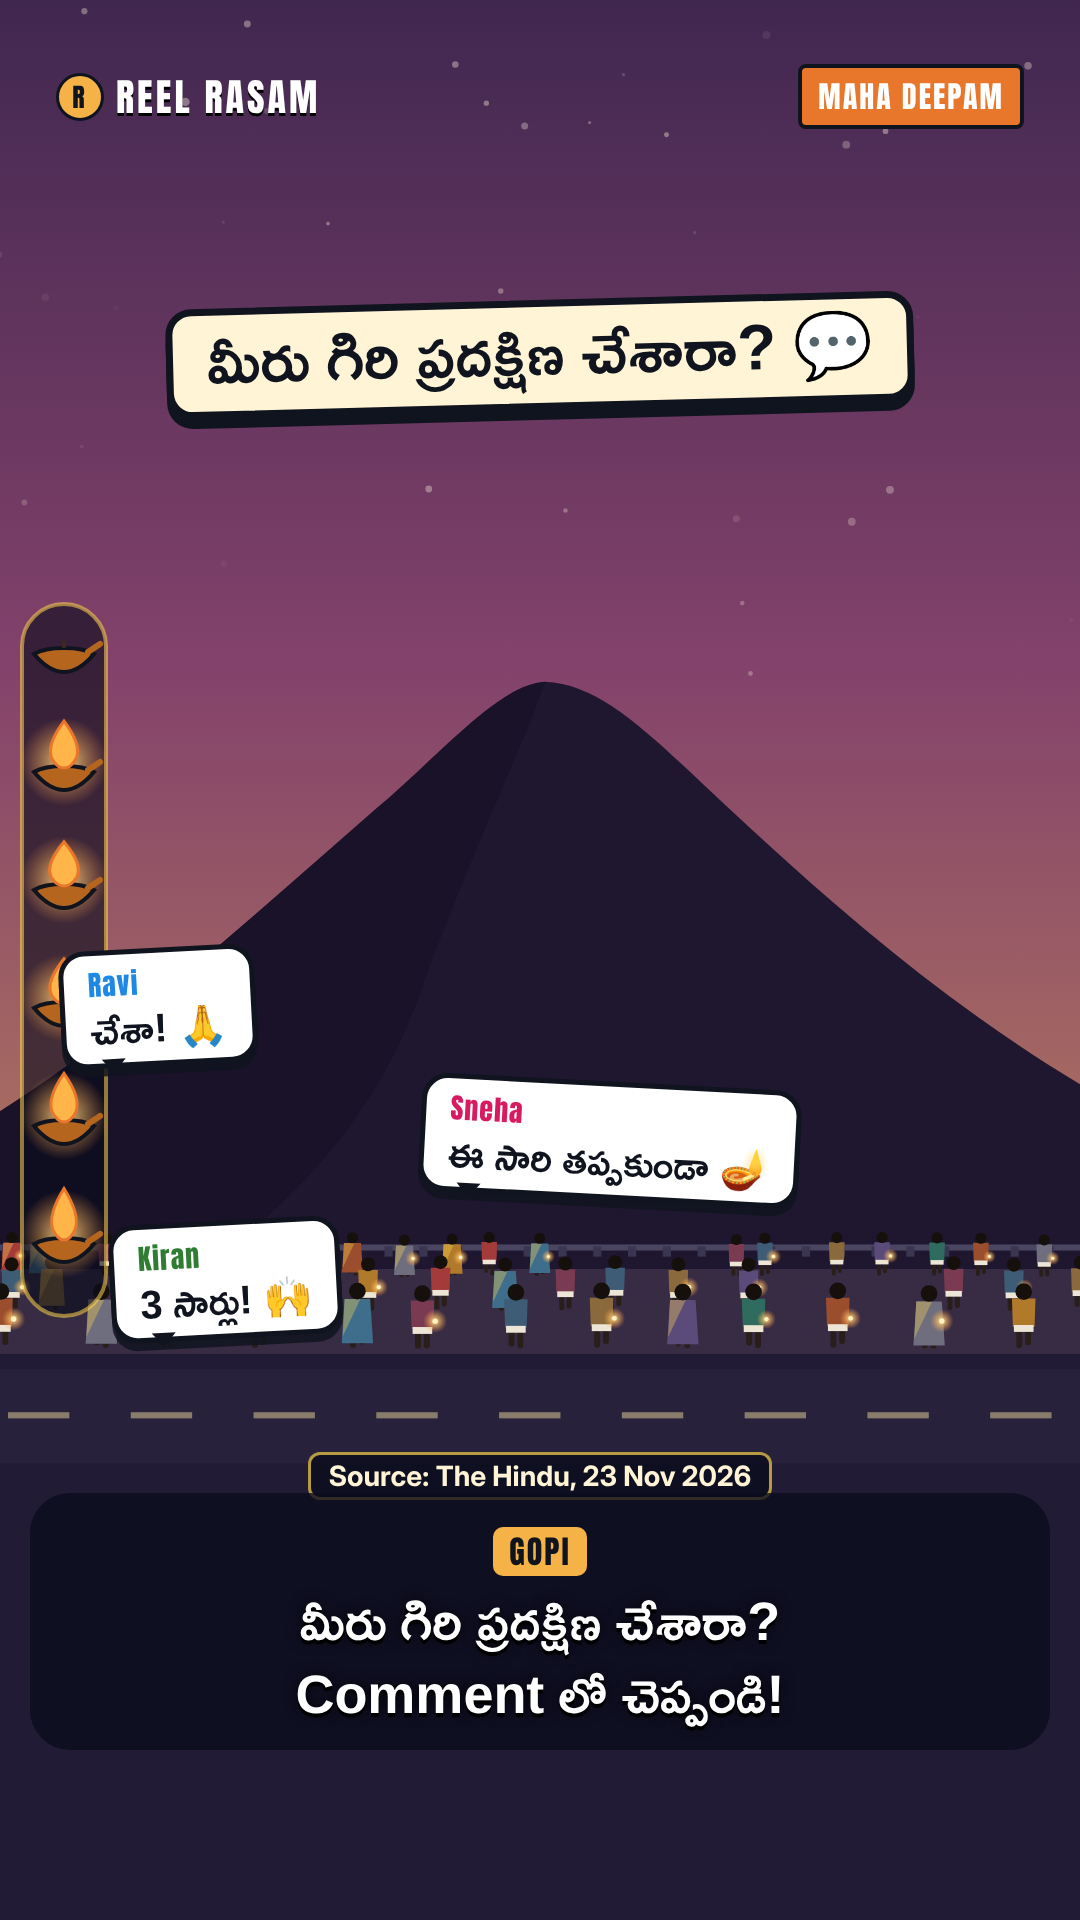 R REEL RASAM
MAHA DEEPAM
మీరు గిరి ప్రదక్షిణ చేశారా? 💬
Ravi
చేశా! 🙏
Sneha
ఈ సారి తప్పకుండా 🪔
Kiran
3 సార్లు! 🙌
Source: The Hindu, 23 Nov 2026
GOPI
మీరు గిరి ప్రదక్షిణ చేశారా?
Comment లో చెప్పండి!